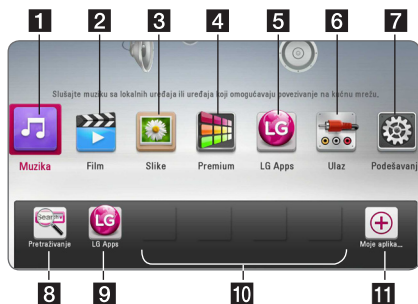 1 2 3 4 5 6 7
Slušajte muziku sa lokalnih uređaja ili uređaja koji omogućavaju povezivanje na kućnu mrežu.
LG
Muzika Film Slike Premium LG Apps Ulaz Podešavanj
Search LG
Pretraživanje LG Apps Moje aplika...
8 9 10 11